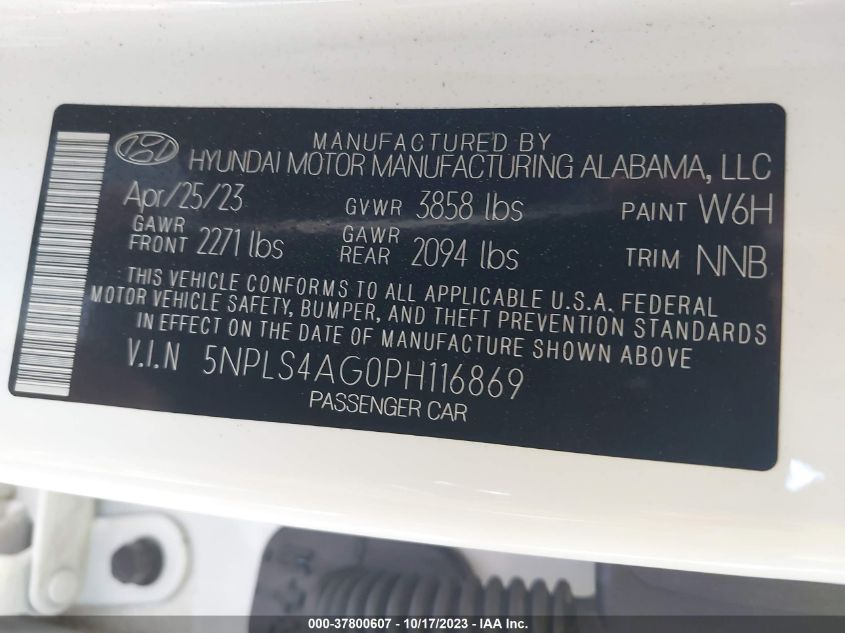 MANUFACTURED BY
HYUNDAI MOTOR MANUFACTURING ALABAMA, LLC
Apr/25/23 GVWR 3858 lbs PAINT W6H
GAWR FRONT 2271 lbs GAWR REAR 2094 lbs TRIM NNB
THIS VEHICLE CONFORMS TO ALL APPLICABLE U.S.A. FEDERAL
MOTOR VEHICLE SAFETY, BUMPER, AND THEFT PREVENTION STANDARDS
IN EFFECT ON THE DATE OF MANUFACTURE SHOWN ABOVE
V.I.N 5NPLS4AG0PH116869
PASSENGER CAR
000-37800607 - 10/17/2023 - IAA Inc.